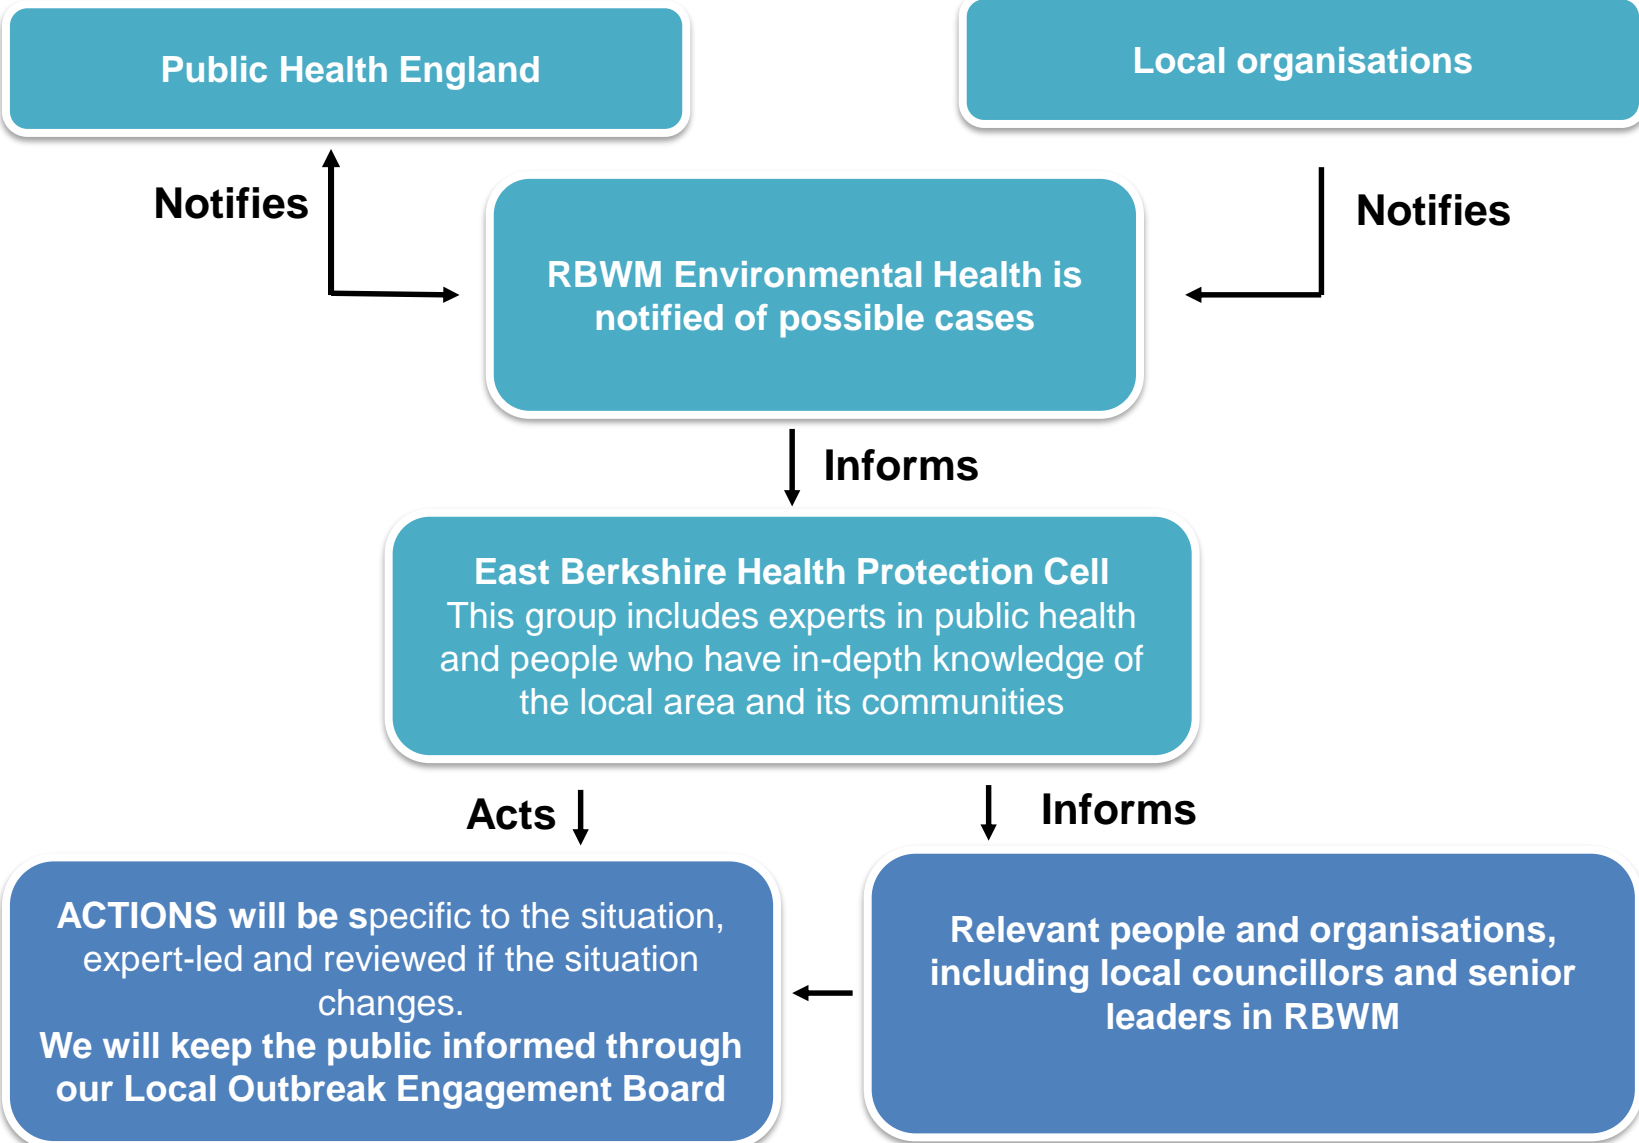 Public Health England
Local organisations
Notifies
Notifies
RBWM Environmental Health is
notified of possible cases
Informs
East Berkshire Health Protection Cell
This group includes experts in public health
and people who have in-depth knowledge of
the local area and its communities
Acts
Informs
ACTIONS will be specific to the situation,
expert-led and reviewed if the situation
changes.
We will keep the public informed through
our Local Outbreak Engagement Board
Relevant people and organisations,
including local councillors and senior
leaders in RBWM